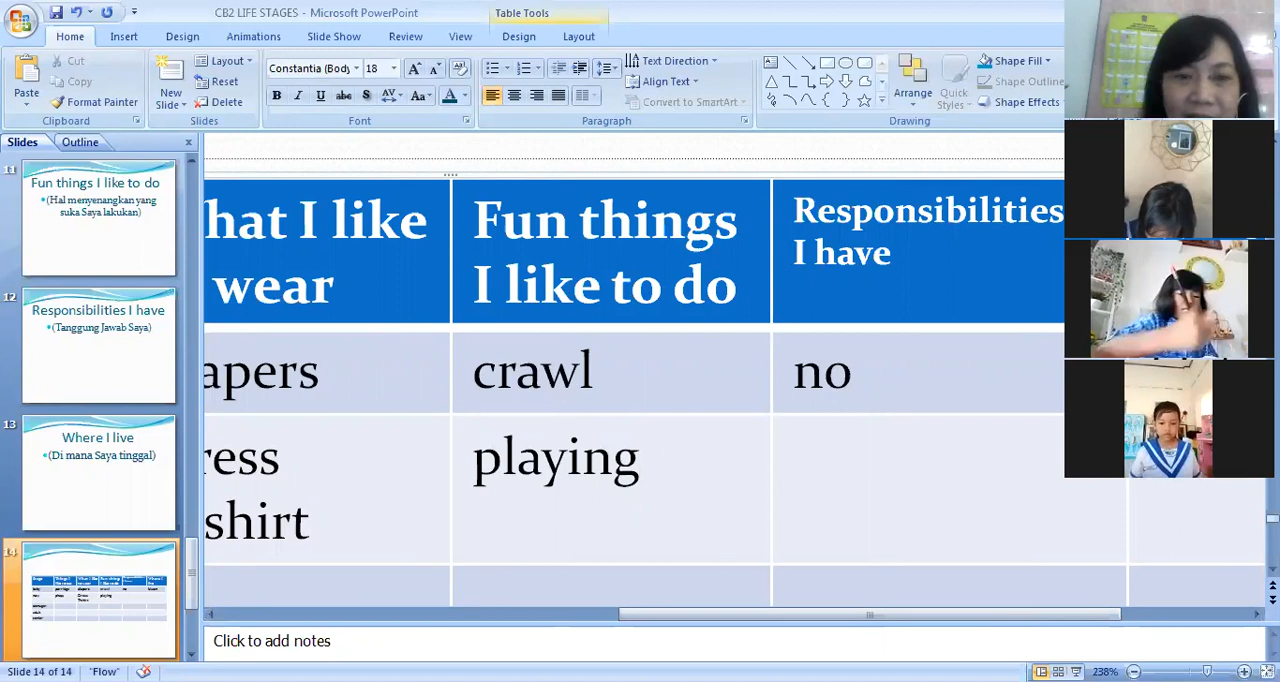 CB2 LIFE STAGES - Microsoft PowerPoint
Table Tools
Home Insert Design Animations Slide Show Review View Design Layout
Paste
Cut
Copy
Format Painter
Clipboard
New
Slide
Layout
Reset
Delete
Slides
Constantia (Body 18
B I U abc S AV Aa A
Font
Paragraph
Text Direction
Align Text
Convert to SmartArt
Arrange
Quick
Styles
Shape Fill
Shape Outline
Shape Effects
Drawing
Slides Outline
11
Fun things I like to do
(Hal menyenangkan yang
suka Saya lakukan)
12
Responsibilities I have
(Tanggung Jawab Saya)
13
Where I live
(Di mana Saya tinggal)
14
hat I like
wear
Fun things
I like to do
Responsibilities
I have
apers
crawl
no
ress
shirt
playing
Click to add notes
Slide 14 of 14 "Flow" 238%